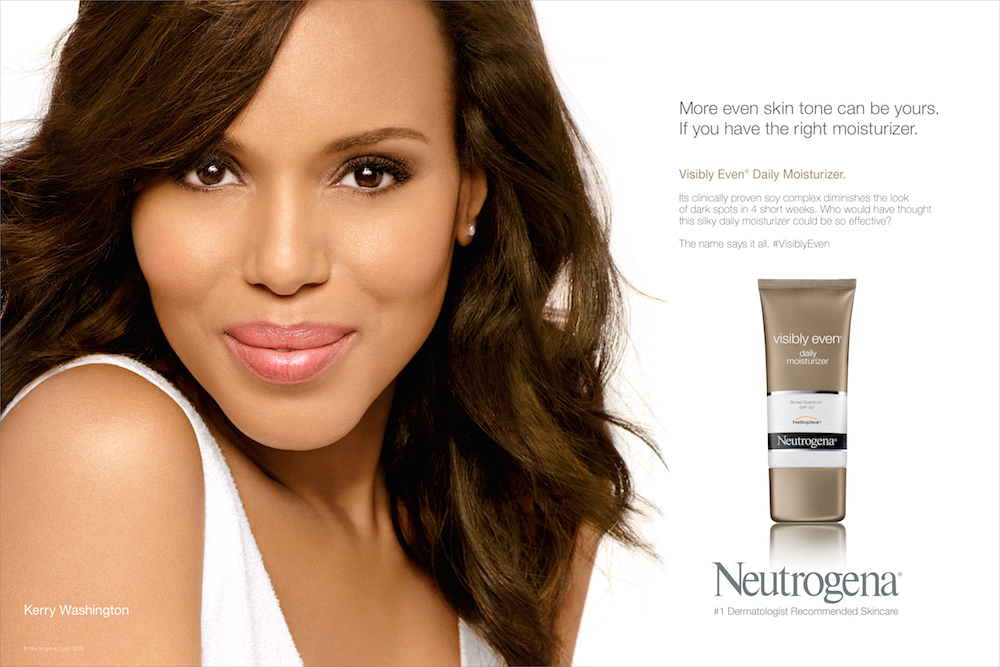 More even skin tone can be yours.
If you have the right moisturizer.
Visibly Even® Daily Moisturizer.
Its clinically proven soy complex diminishes the look
of dark spots in 4 short weeks. Who would have thought
this silky daily moisturizer could be so effective?
The name says it all. #VisiblyEven
visibly even®
daily
moisturizer
Broad Spectrum
SPF 30
helioplex®
Neutrogena®
Neutrogena®
#1 Dermatologist Recommended Skincare
Kerry Washington
© Neutrogena Corp.